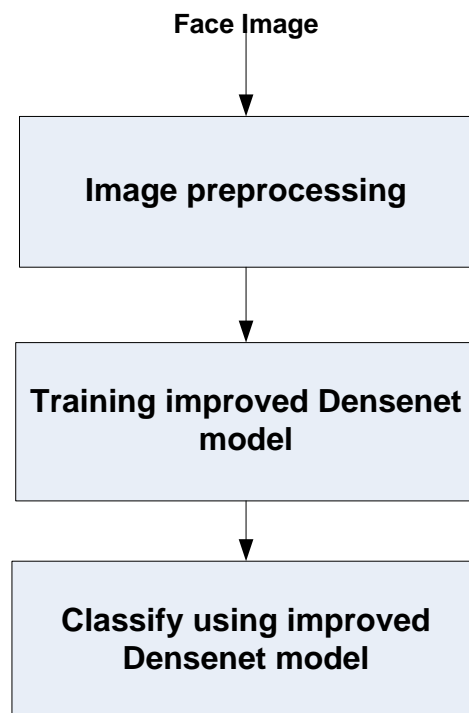 Face Image
Image preprocessing
Training improved Densenet
model
Classify using improved
Densenet model